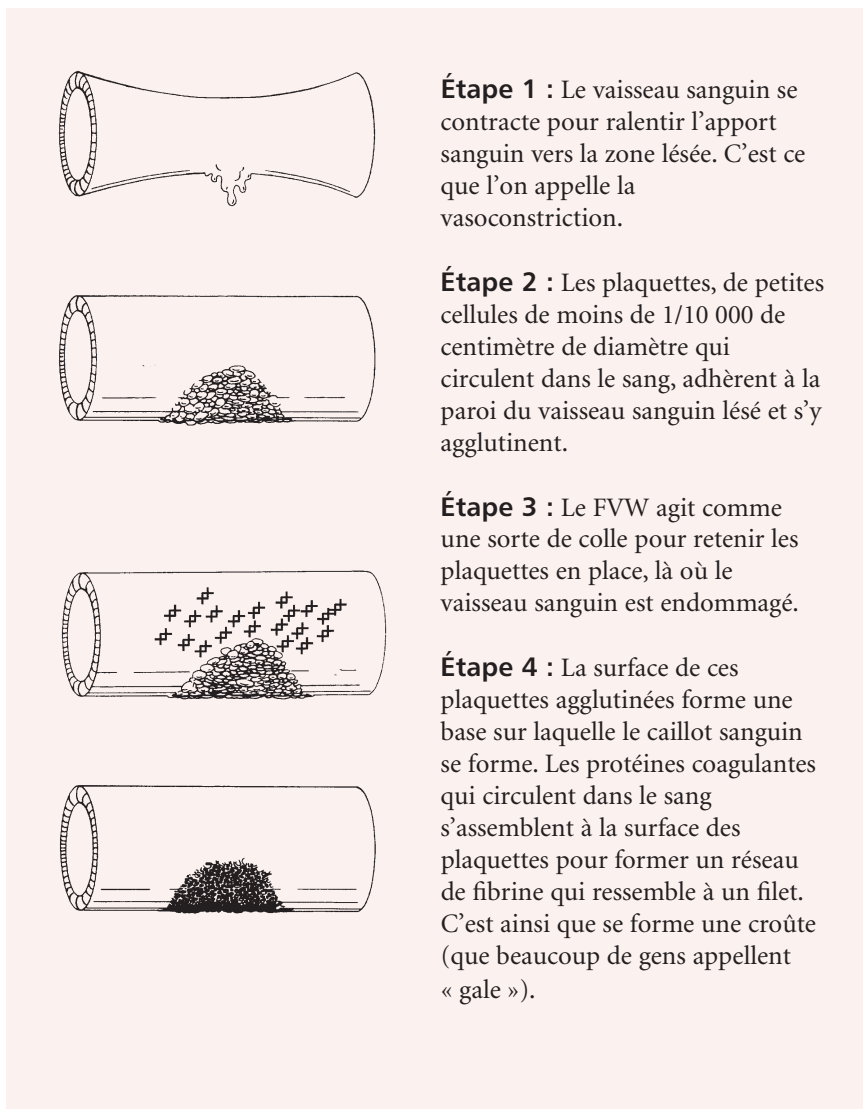 Étape 1 : Le vaisseau sanguin se
contracte pour ralentir l’apport
sanguin vers la zone lésée. C’est ce
que l’on appelle la
vasoconstriction.
Étape 2 : Les plaquettes, de petites
cellules de moins de 1/10 000 de
centimètre de diamètre qui
circulent dans le sang, adhèrent à la
paroi du vaisseau sanguin lésé et s’y
agglutinent.
Étape 3 : Le FVW agit comme
une sorte de colle pour retenir les
plaquettes en place, là où le
vaisseau sanguin est endommagé.
Étape 4 : La surface de ces
plaquettes agglutinées forme une
base sur laquelle le caillot sanguin
se forme. Les protéines coagulantes
qui circulent dans le sang
s’assemblent à la surface des
plaquettes pour former un réseau
de fibrine qui ressemble à un filet.
C’est ainsi que se forme une croûte
(que beaucoup de gens appellent
« gale »).